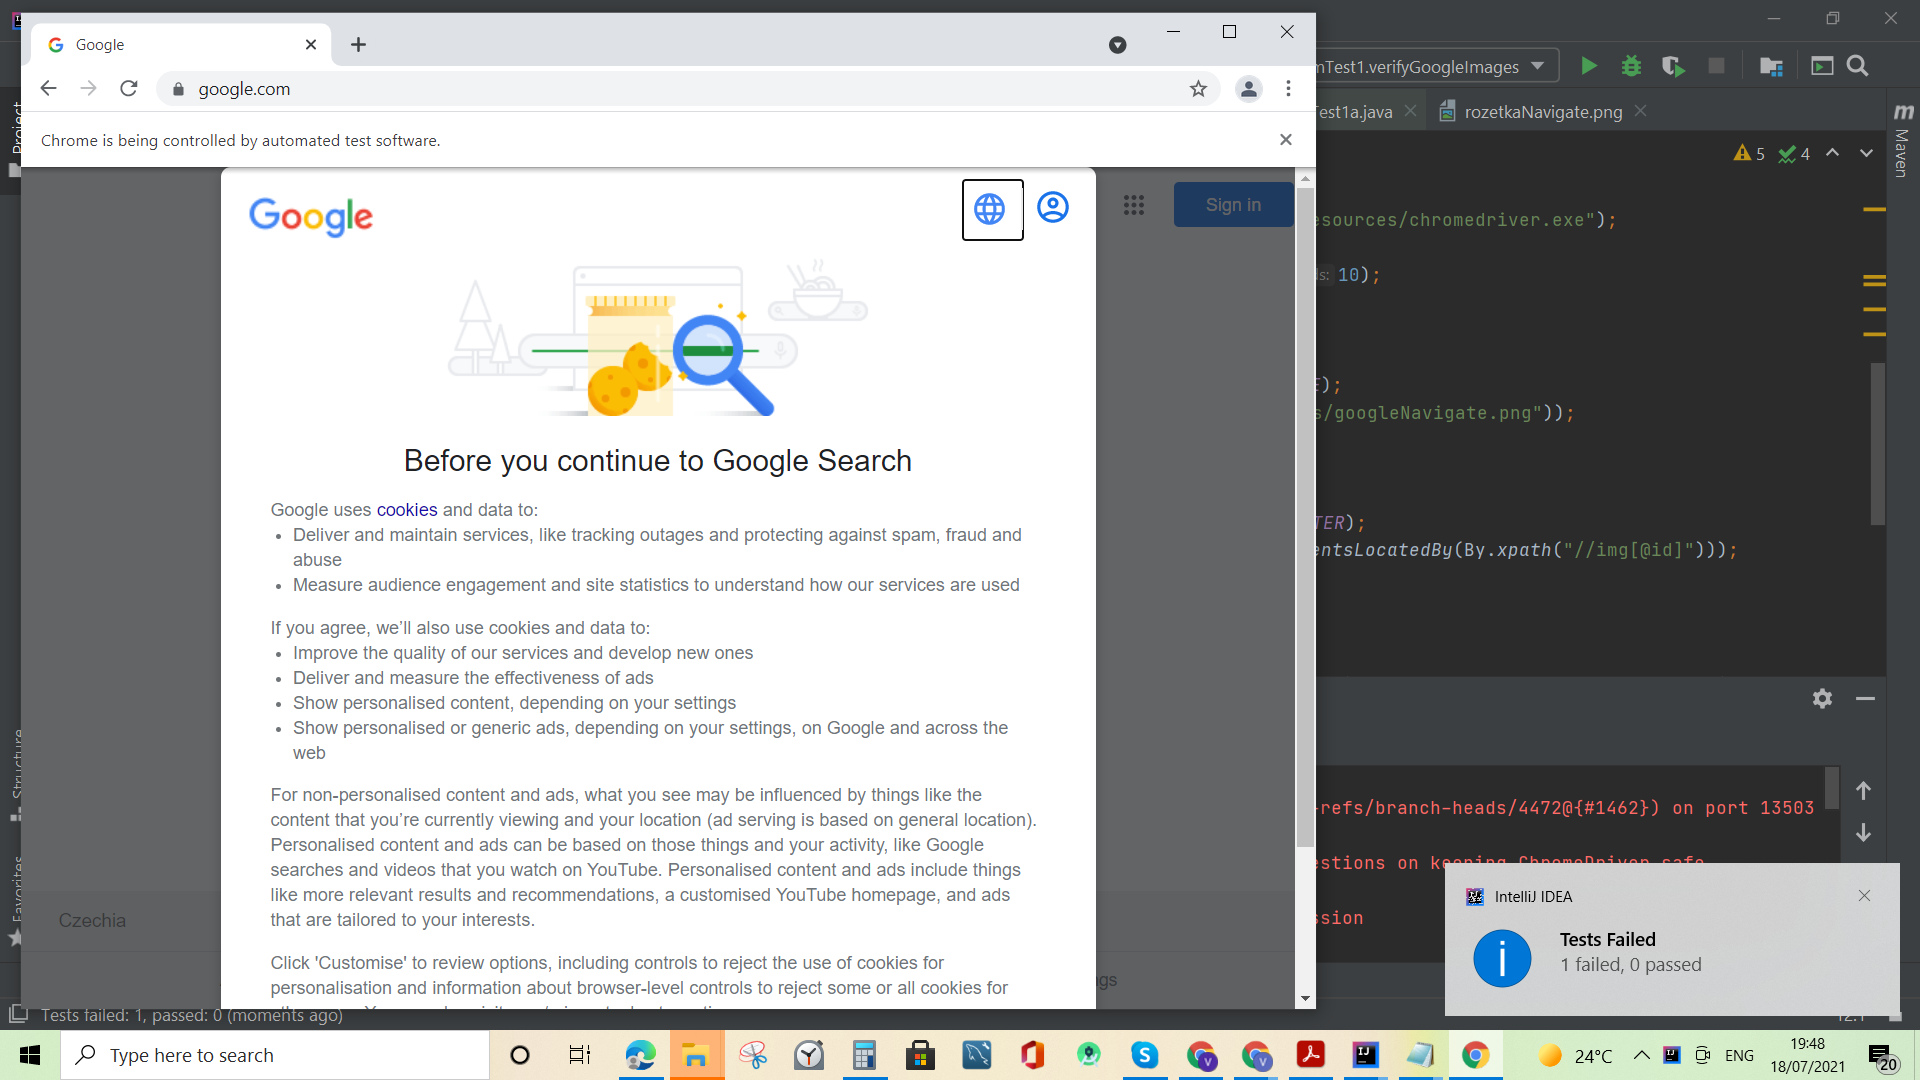 Google
google.com
Chrome is being controlled by automated test software.
Google
Sign in
Before you continue to Google Search
Google uses cookies and data to:
Deliver and maintain services, like tracking outages and protecting against spam, fraud and
abuse
Measure audience engagement and site statistics to understand how our services are used
If you agree, we'll also use cookies and data to:
Improve the quality of our services and develop new ones
Deliver and measure the effectiveness of ads
Show personalised content, depending on your settings
Show personalised or generic ads, depending on your settings, on Google and across the
web
For non-personalised content and ads, what you see may be influenced by things like the
content that you're currently viewing and your location (ad serving is based on general location).
Personalised content and ads can be based on those things and your activity, like Google
searches and videos that you watch on YouTube. Personalised content and ads include things
like more relevant results and recommendations, a customised YouTube homepage, and ads
that are tailored to your interests.
Click 'Customise' to review options, including controls to reject the use of cookies for
personalisation and information about browser-level controls to reject some or all cookies for
Czechia
mTest1.verifyGoogleImages
Test1a.java
rozetkaNavigate.png
5 4
Maven
esources/chromedriver.exe");
10);
E);
s/googleNavigate.png"));
TER);
entsLocatedBy(By.xpath("//img[@id]")));
-refs/branch-heads/4472@{#1462}) on port 13503
estions on keeping ChromeDriver safe
ssion
IntelliJ IDEA
Tests Failed
1 failed, 0 passed
Project
Structure
Favorites
Tests failed: 1, passed: 0 (moments ago)
Type here to search
24°C
ENG
19:48
18/07/2021
20